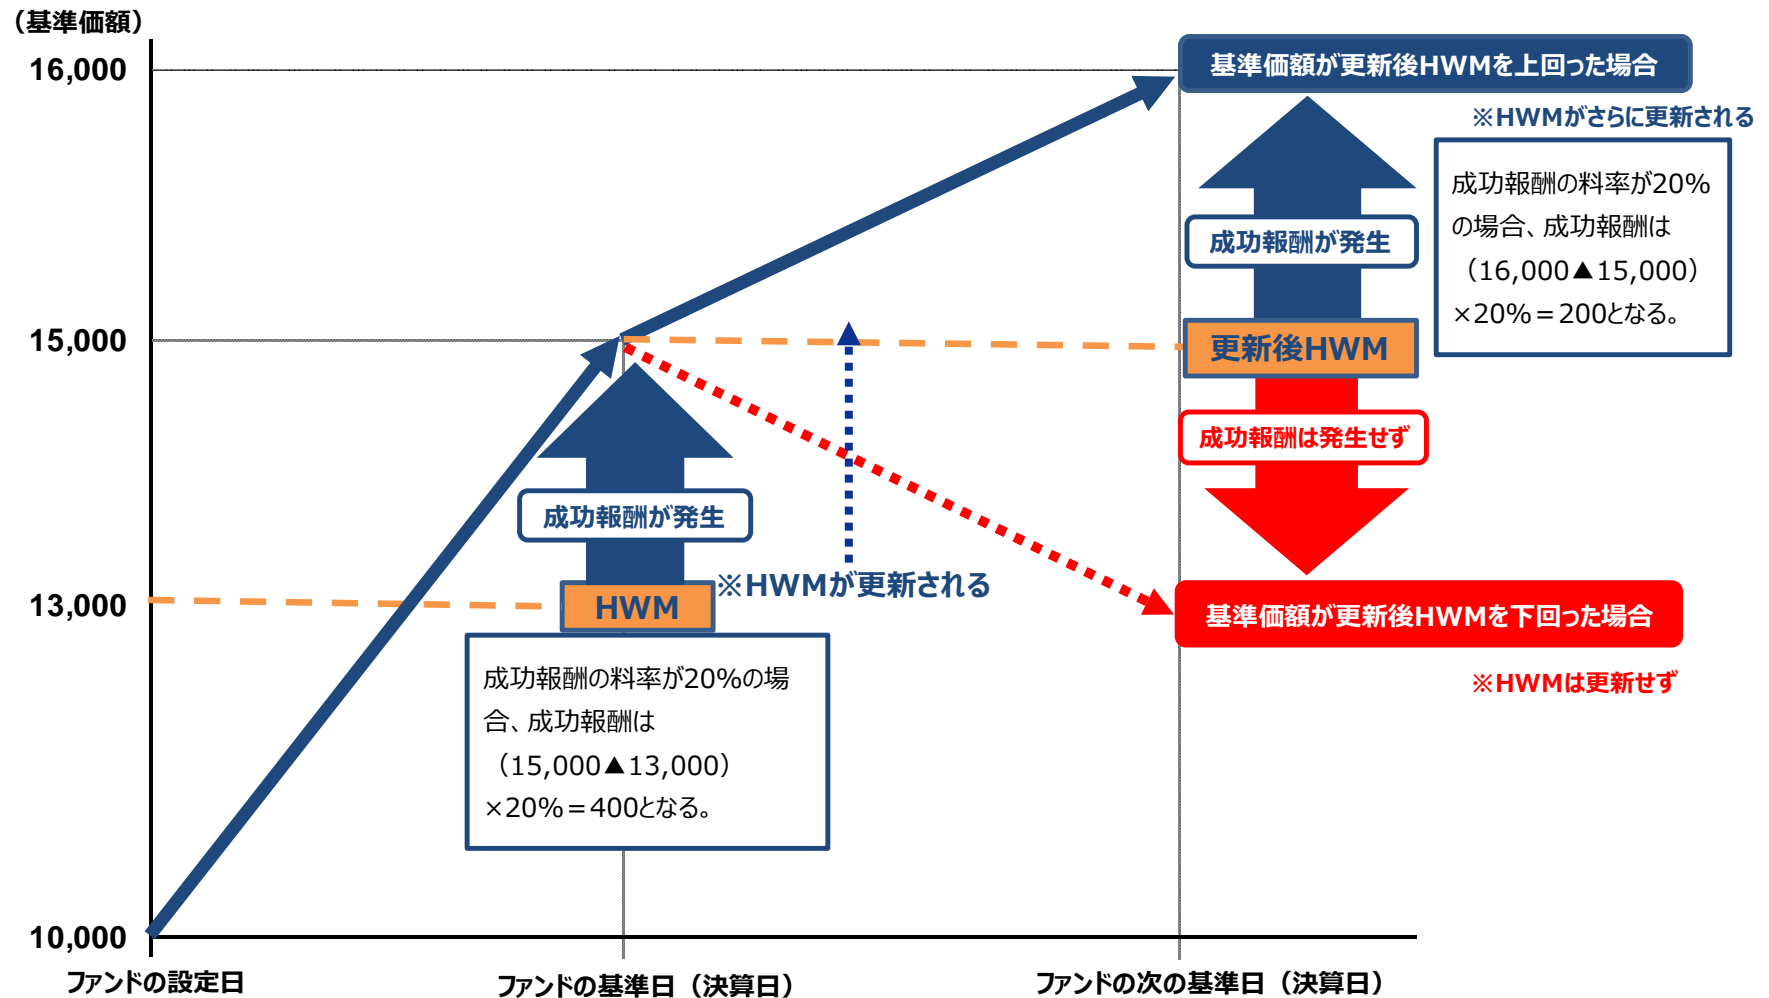 （基準価額）
16,000
基準価額が更新後HWMを上回った場合
※HWMがさらに更新される
成功報酬の料率が20%
の場合、成功報酬は
（16,000▲15,000）
×20%＝200となる。
成功報酬が発生
15,000
更新後HWM
成功報酬は発生せず
成功報酬が発生
※HWMが更新される
13,000
HWM
基準価額が更新後HWMを下回った場合
※HWMは更新せず
成功報酬の料率が20%の場
合、成功報酬は
（15,000▲13,000）
×20%＝400となる。
10,000
ファンドの設定日
ファンドの基準日（決算日）
ファンドの次の基準日（決算日）